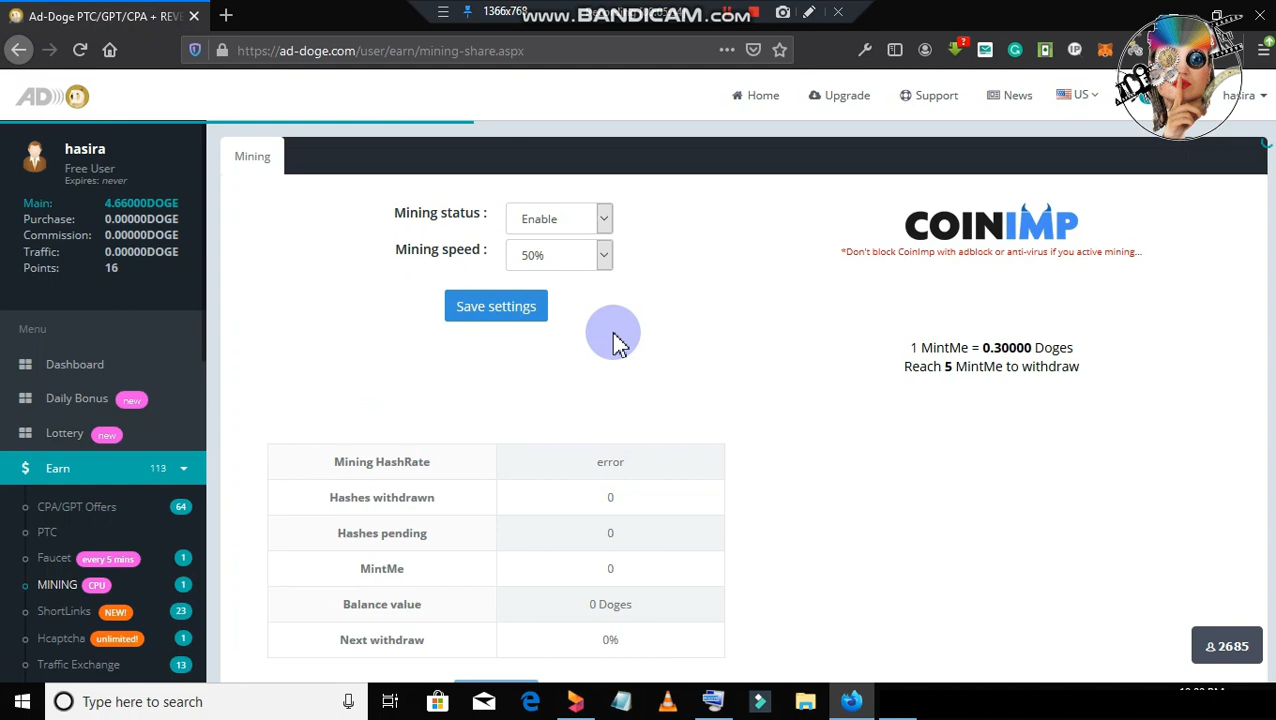 Ad-Doge PTC/GPT/CPA + REVE
1366x768
www.BANDICAM.com
https://ad-doge.com/user/earn/mining-share.aspx
AD
Home
Upgrade
Support
News
US
hasira
hasira
Free User
Expires: never
Main: 4.66000DOGE
Purchase: 0.00000DOGE
Commission: 0.00000DOGE
Traffic: 0.00000DOGE
Points: 16
Menu
Dashboard
Daily Bonus new
Lottery new
Earn 113
CPA/GPT Offers 64
PTC
Faucet every 5 mins 1
MINING CPU 1
ShortLinks NEW! 23
Hcaptcha unlimited! 1
Traffic Exchange 13
Mining
Mining status : Enable
Mining speed : 50%
Save settings
COINIMP
*Don't block CoinImp with adblock or anti-virus if you active mining...
1 MintMe = 0.30000 Doges
Reach 5 MintMe to withdraw
Mining HashRate error
Hashes withdrawn 0
Hashes pending 0
MintMe 0
Balance value 0 Doges
Next withdraw 0%
2685
Type here to search